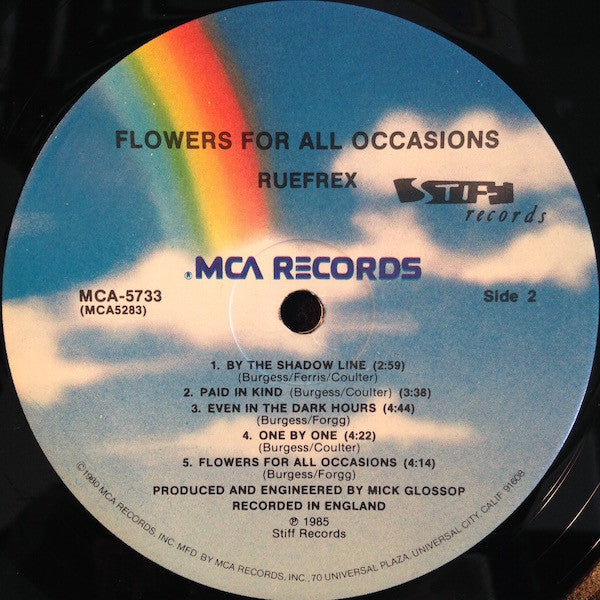 FLOWERS FOR ALL OCCASIONS
RUEFREX
STIFF
records
® MCA RECORDS
MCA-5733
(MCA5283)
Side 2
1. BY THE SHADOW LINE (2:59)
(Burgess/Ferris/Coulter)
2. PAID IN KIND (Burgess/Coulter) (3:38)
3. EVEN IN THE DARK HOURS (4:44)
(Burgess/Forgg)
4. ONE BY ONE (4:22)
(Burgess/Coulter)
5. FLOWERS FOR ALL OCCASIONS (4:14)
(Burgess/Forgg)
PRODUCED AND ENGINEERED BY MICK GLOSSOP
RECORDED IN ENGLAND
℗ 1985
Stiff Records
©1980 MCA RECORDS, INC. MFD. BY MCA RECORDS, INC., 70 UNIVERSAL PLAZA, UNIVERSAL CITY, CALIF. 91608